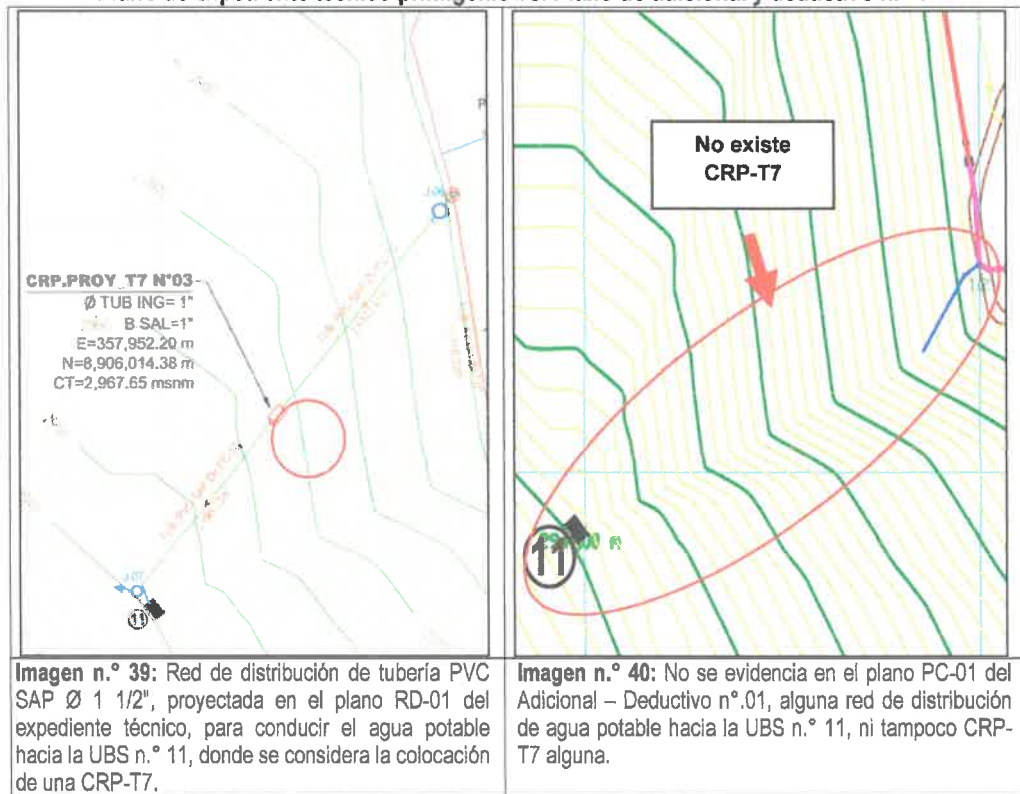 CRP.PROY_T7 N°03
Ø TUB ING= 1"
B SAL=1"
E=357,952.20 m
N=8,906,014.38 m
CT=2,967.65 msnm
11
No existe
CRP-T7
11
Imagen n.° 39: Red de distribución de tubería PVC
SAP Ø 1 1/2", proyectada en el plano RD-01 del
expediente técnico, para conducir el agua potable
hacia la UBS n.° 11, donde se considera la colocación
de una CRP-T7.
Imagen n.° 40: No se evidencia en el plano PC-01 del
Adicional – Deductivo n°.01, alguna red de distribución
de agua potable hacia la UBS n.° 11, ni tampoco CRP-
T7 alguna.